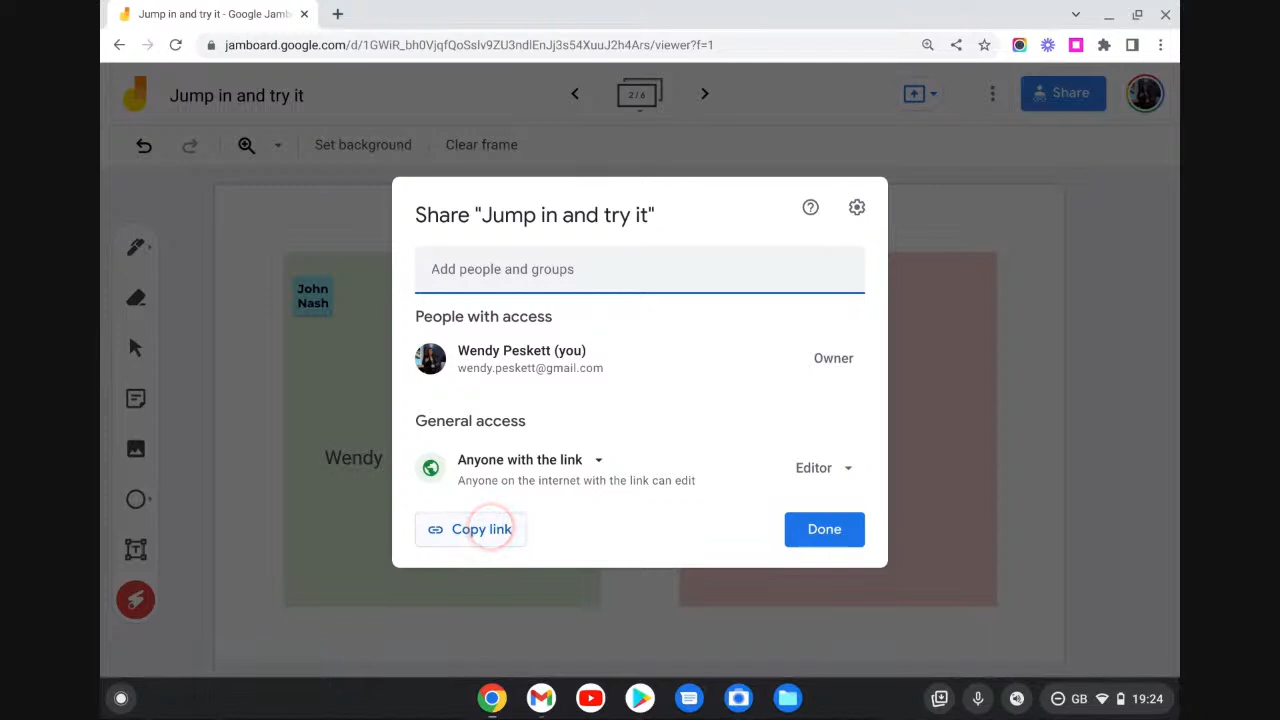 Jump in and try it - Google Jamb
jamboard.google.com/d/1GWiR_bh0VjqfQoSslv9ZU3ndlEnJj3s54XuuJ2h4Ars/viewer?f=1
Jump in and try it
2/6
Share
Set background
Clear frame
Share "Jump in and try it"
Add people and groups
People with access
Wendy Peskett (you)
wendy.peskett@gmail.com
Owner
General access
Anyone with the link
Anyone on the internet with the link can edit
Editor
Copy link
Done
John
Nash
Wendy
GB
19:24